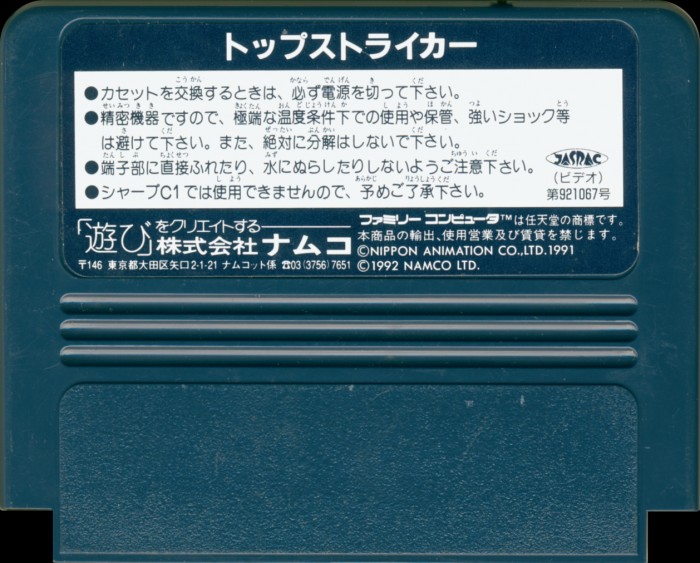 トップストライカー
●カセットを交換するときは、必ず電源を切って下さい。
●精密機器ですので、極端な温度条件下での使用や保管、強いショック等
は避けて下さい。また、絶対に分解はしないで下さい。
●端子部に直接ふれたり、水にぬらしたりしないようご注意下さい。
●シャープC1では使用できませんので、予めご了承下さい。
JASRAC
(ビデオ)
第921067号
「遊び」をクリエイトする
株式会社ナムコ
〒146 東京都大田区矢口2-1-21 ナムコット係 ☎03(3756)7651
ファミリーコンピュータ™は任天堂の商標です。
本商品の輸出、使用営業及び賃貸を禁じます。
©NIPPON ANIMATION CO.,LTD.1991
©1992 NAMCO LTD.